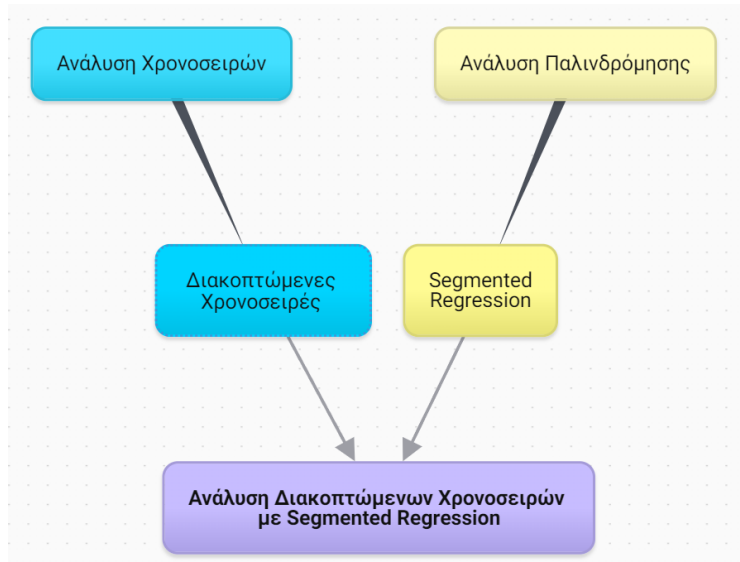 Ανάλυση Χρονοσειρών
Ανάλυση Παλινδρόμησης
Διακοπτώμενες
Χρονοσειρές
Segmented
Regression
Ανάλυση Διακοπτώμενων Χρονοσειρών
με Segmented Regression